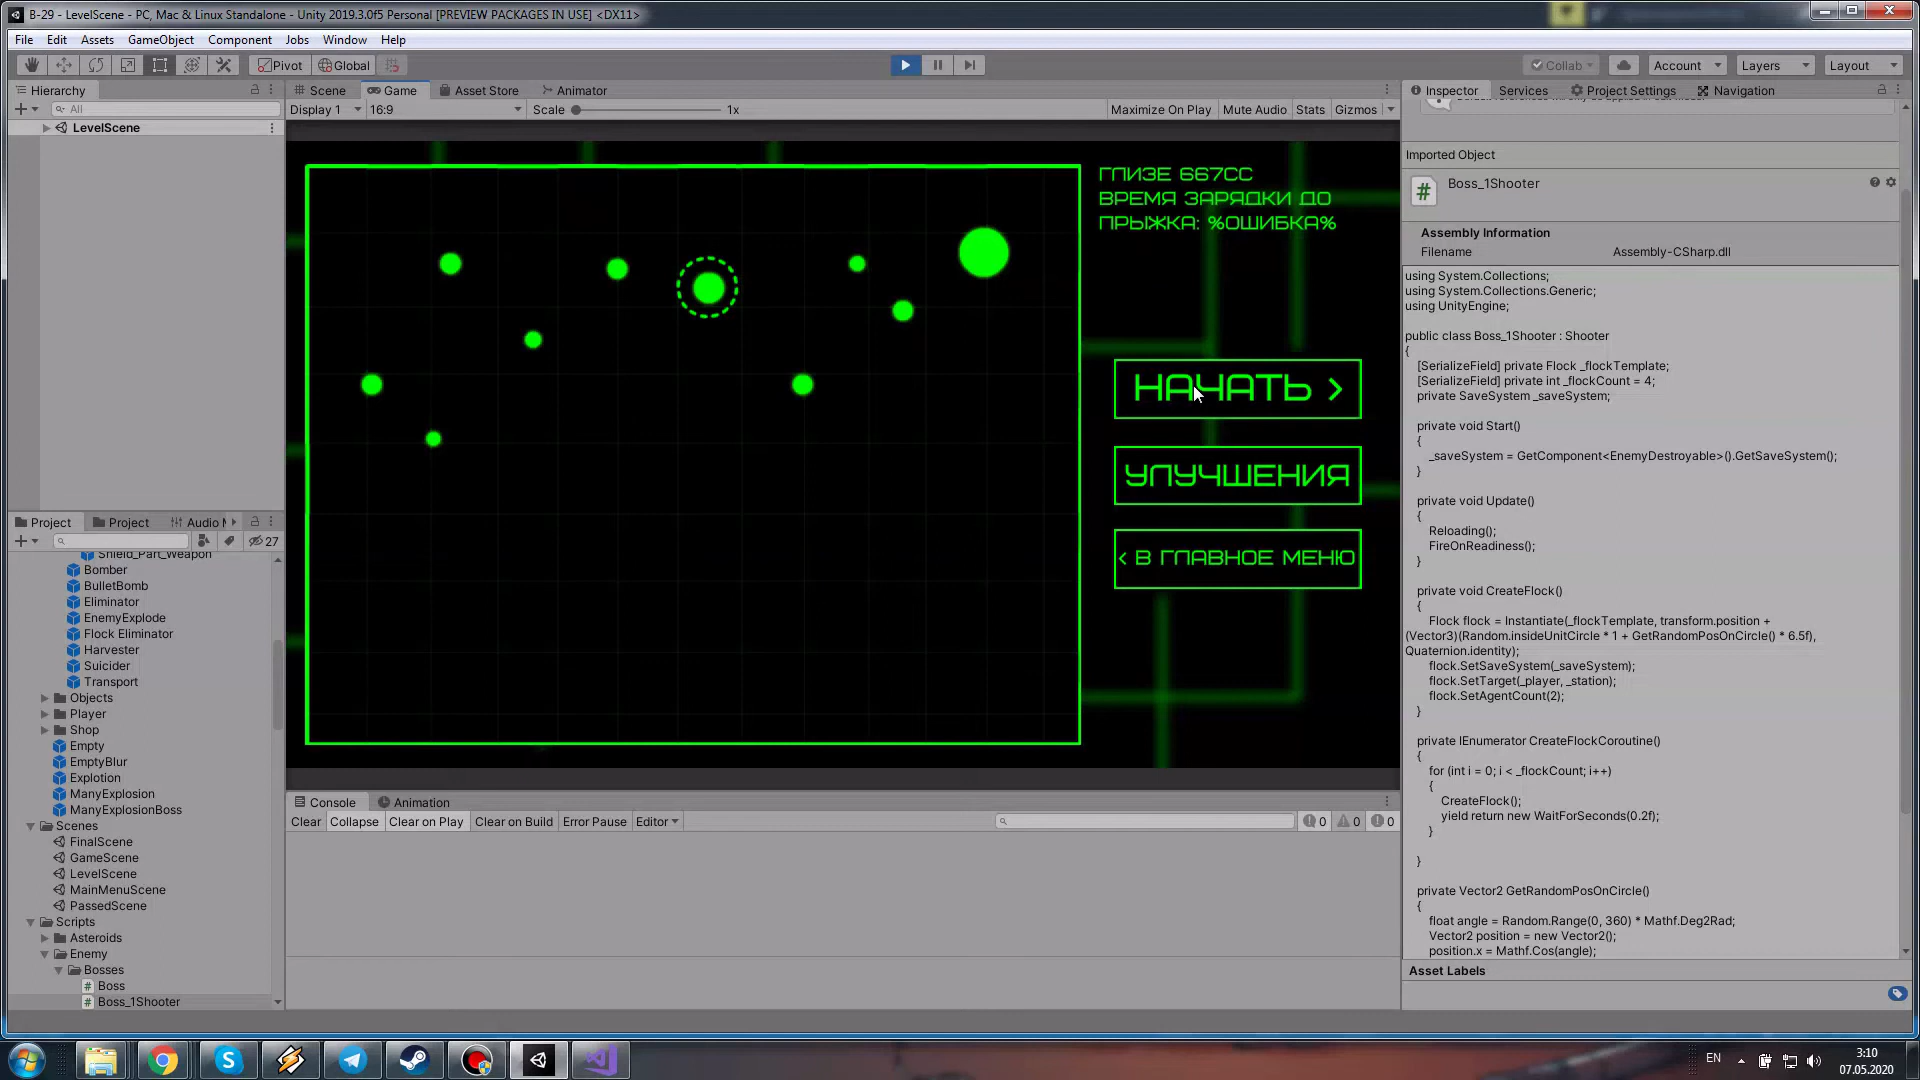 B-29 - LevelScene - PC, Mac & Linux Standalone - Unity 2019.3.0f5 Personal [PREVIEW PACKAGES IN USE] <DX11>
File Edit Assets GameObject Component Jobs Window Help
Pivot Global Collab Account Layers Layout
Hierarchy
All
LevelScene
Scene Game Asset Store Animator
Display 1 16:9 Scale 1x Maximize On Play Mute Audio Stats Gizmos
ГЛИЗЕ 667CC
ВРЕМЯ ЗАРЯДКИ ДО
ПРЫЖКА: %ОШИБКА%
НАЧАТЬ >
УЛУЧШЕНИЯ
< В ГЛАВНОЕ МЕНЮ
Project Project Audio M
27
Shield_Part_Weapon
Bomber
BulletBomb
Eliminator
EnemyExplode
Flock Eliminator
Harvester
Suicider
Transport
Objects
Player
Shop
Empty
EmptyBlur
Explotion
ManyExplosion
ManyExplosionBoss
Scenes
FinalScene
GameScene
LevelScene
MainMenuScene
PassedScene
Scripts
Asteroids
Enemy
Bosses
Boss
Boss_1Shooter
Console Animation
Clear Collapse Clear on Play Clear on Build Error Pause Editor 0 0 0
Inspector Services Project Settings Navigation
Imported Object
Boss_1Shooter
Assembly Information
Filename Assembly-CSharp.dll
using System.Collections;
using System.Collections.Generic;
using UnityEngine;
public class Boss_1Shooter : Shooter
{
[SerializeField] private Flock _flockTemplate;
[SerializeField] private int _flockCount = 4;
private SaveSystem _saveSystem;
private void Start()
{
_saveSystem = GetComponent<EnemyDestroyable>().GetSaveSystem();
}
private void Update()
{
Reloading();
FireOnReadiness();
}
private void CreateFlock()
{
Flock flock = Instantiate(_flockTemplate, transform.position +
(Vector3)(Random.insideUnitCircle * 1 + GetRandomPosOnCircle() * 6.5f),
Quaternion.identity);
flock.SetSaveSystem(_saveSystem);
flock.SetTarget(_player, _station);
flock.SetAgentCount(2);
}
private IEnumerator CreateFlockCoroutine()
{
for (int i = 0; i < _flockCount; i++)
{
CreateFlock();
yield return new WaitForSeconds(0.2f);
}
}
private Vector2 GetRandomPosOnCircle()
{
float angle = Random.Range(0, 360) * Mathf.Deg2Rad;
Vector2 position = new Vector2();
position.x = Mathf.Cos(angle);
Asset Labels
EN
3:10
07.05.2020